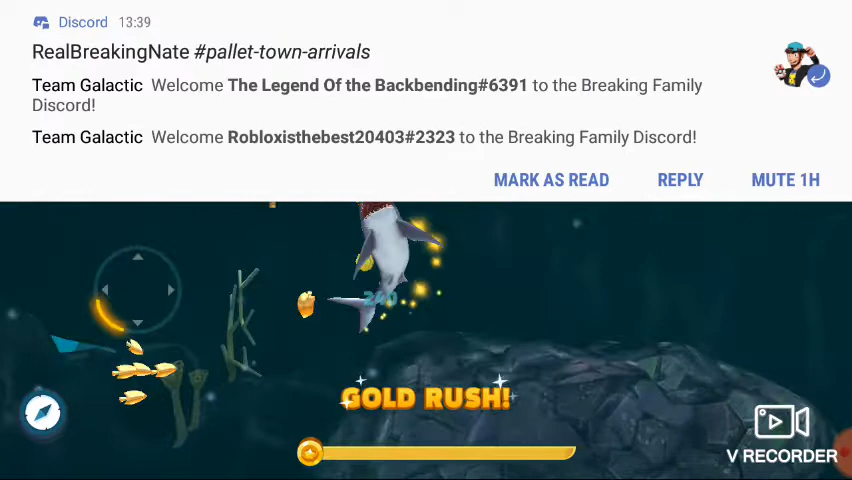 Discord 13:39
RealBreakingNate #pallet-town-arrivals
Team Galactic Welcome The Legend Of the Backbending#6391 to the Breaking Family
Discord!
Team Galactic Welcome Robloxisthebest20403#2323 to the Breaking Family Discord!
MARK AS READ REPLY MUTE 1H
240
GOLD RUSH!
V RECORDER